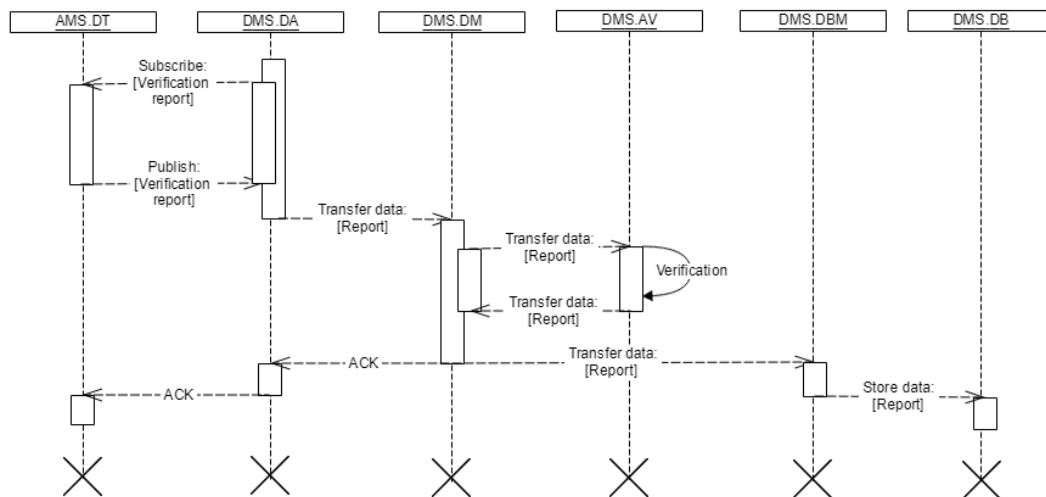 AMS.DT
DMS.DA
DMS.DM
DMS.AV
DMS.DBM
DMS.DB
Subscribe:
[Verification
report]
Publish:
[Verification
report]
Transfer data:
[Report]
Transfer data:
[Report]
Verification
Transfer data:
[Report]
ACK
Transfer data:
[Report]
ACK
Store data:
[Report]